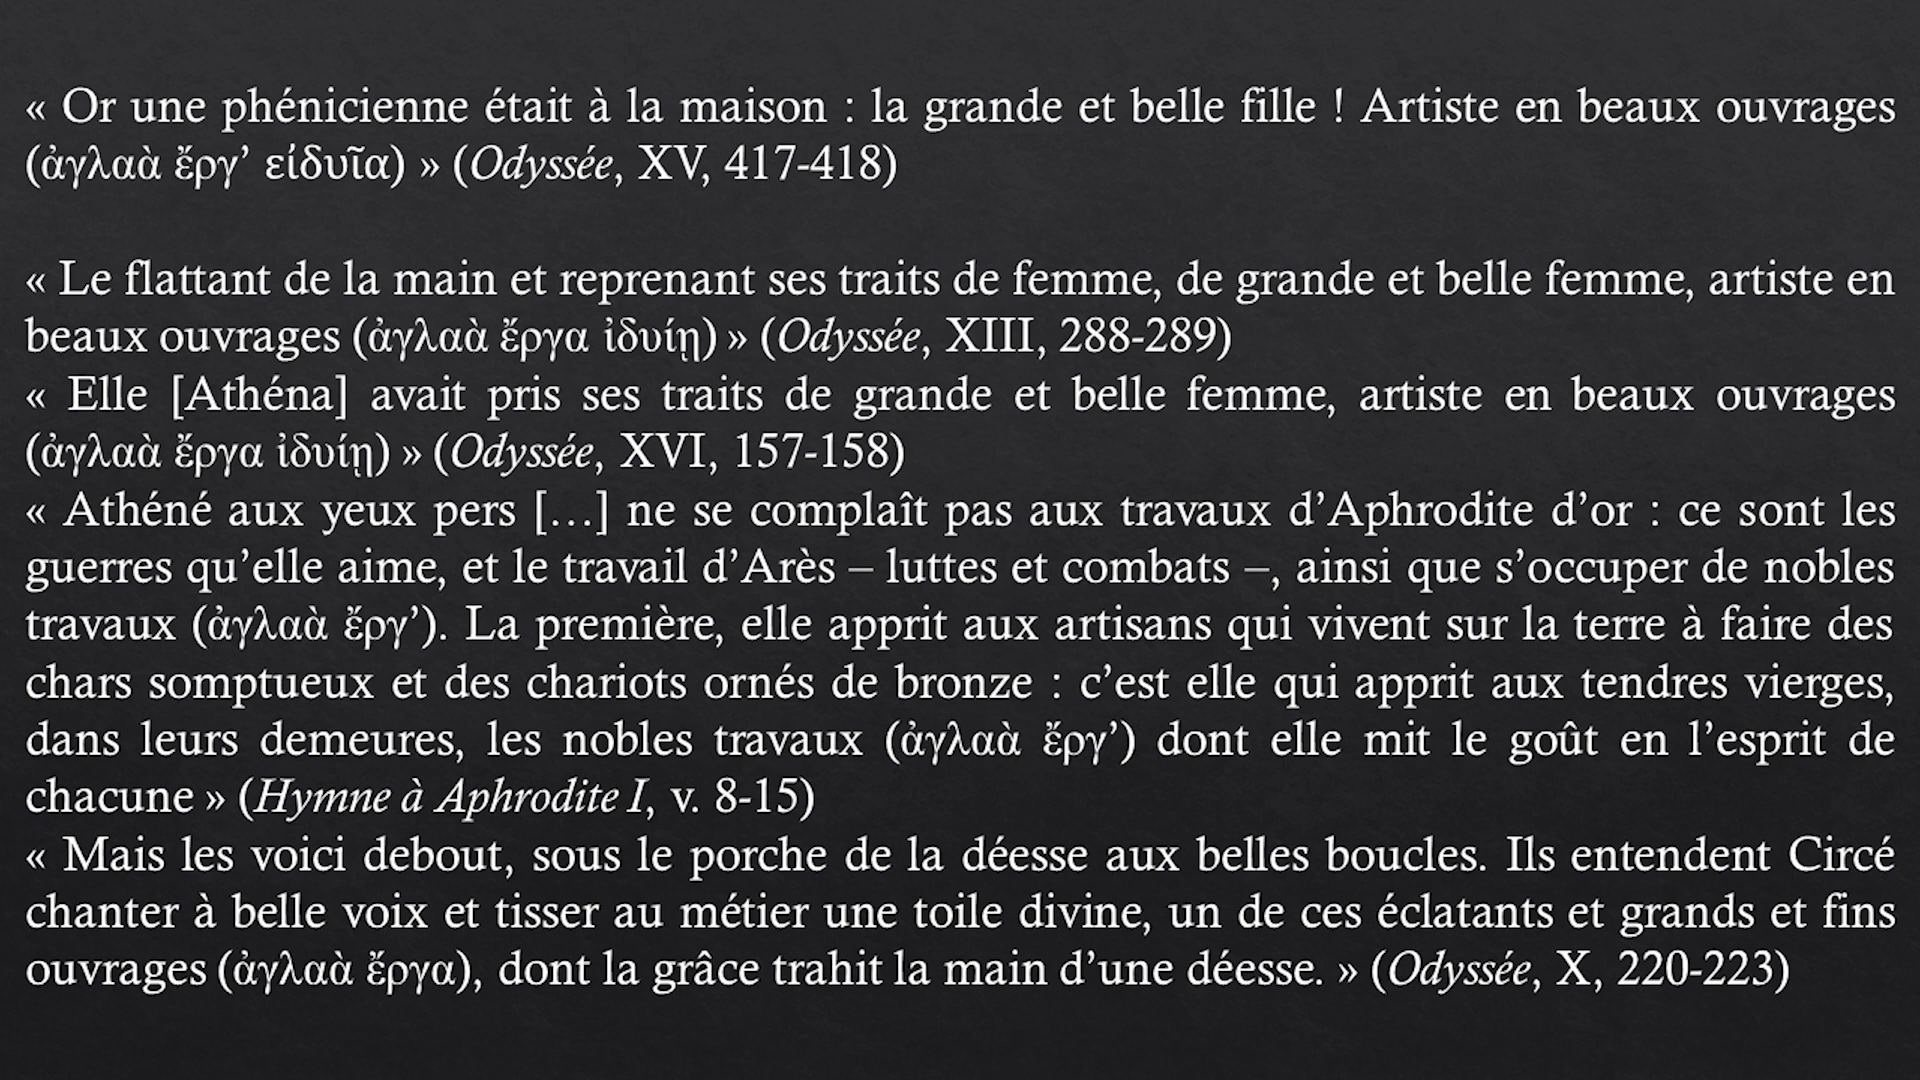 « Or une phénicienne était à la maison : la grande et belle fille ! Artiste en beaux ouvrages
(ἀγλαὰ ἔργ’ εἰδυῖα) » (Odyssée, XV, 417-418)
« Le flattant de la main et reprenant ses traits de femme, de grande et belle femme, artiste en
beaux ouvrages (ἀγλαὰ ἔργα ἰδυίῃ) » (Odyssée, XIII, 288-289)
« Elle [Athéna] avait pris ses traits de grande et belle femme, artiste en beaux ouvrages
(ἀγλαὰ ἔργα ἰδυίῃ) » (Odyssée, XVI, 157-158)
« Athéné aux yeux pers […] ne se complaît pas aux travaux d’Aphrodite d’or : ce sont les
guerres qu’elle aime, et le travail d’Arès – luttes et combats –, ainsi que s’occuper de nobles
travaux (ἀγλαὰ ἔργ’). La première, elle apprit aux artisans qui vivent sur la terre à faire des
chars somptueux et des chariots ornés de bronze : c’est elle qui apprit aux tendres vierges,
dans leurs demeures, les nobles travaux (ἀγλαὰ ἔργ’) dont elle mit le goût en l’esprit de
chacune » (Hymne à Aphrodite I, v. 8-15)
« Mais les voici debout, sous le porche de la déesse aux belles boucles. Ils entendent Circé
chanter à belle voix et tisser au métier une toile divine, un de ces éclatants et grands et fins
ouvrages (ἀγλαὰ ἔργα), dont la grâce trahit la main d’une déesse. » (Odyssée, X, 220-223)